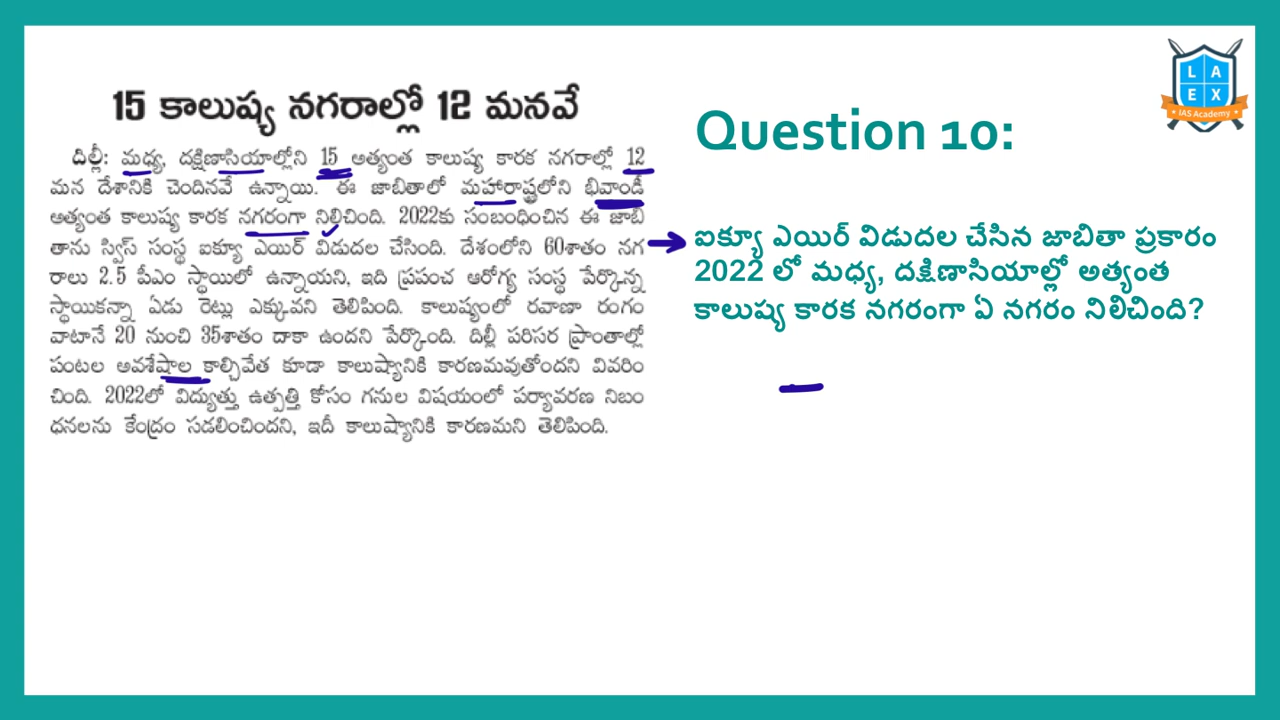 15 కాలుష్య నగరాల్లో 12 మనవే
దిల్లీ: మధ్య, దక్షిణాసియాల్లోని 15 అత్యంత కాలుష్య కారక నగరాల్లో 12
మన దేశానికి చెందినవే ఉన్నాయి. ఈ జాబితాలో మహారాష్ట్రలోని భివాండీ
అత్యంత కాలుష్య కారక నగరంగా నిలిచింది. 2022కు సంబంధించిన ఈ జాబి
తాను స్విస్ సంస్థ ఐక్యూ ఎయిర్ విడుదల చేసింది. దేశంలోని 60శాతం నగ
రాలు 2.5 పీఎం స్థాయిలో ఉన్నాయని, ఇది ప్రపంచ ఆరోగ్య సంస్థ పేర్కొన్న
స్థాయికన్నా ఏడు రెట్లు ఎక్కువని తెలిపింది. కాలుష్యంలో రవాణా రంగం
వాటానే 20 నుంచి 35శాతం దాకా ఉందని పేర్కొంది. దిల్లీ పరిసర ప్రాంతాల్లో
పంటల అవశేషాల కాల్చివేత కూడా కాలుష్యానికి కారణమవుతోందని వివరిం
చింది. 2022లో విద్యుత్తు ఉత్పత్తి కోసం గనుల విషయంలో పర్యావరణ నిబం
ధనలను కేంద్రం సడలించిందని, ఇదీ కాలుష్యానికి కారణమని తెలిపింది.
Question 10:
ఐక్యూ ఎయిర్ విడుదల చేసిన జాబితా ప్రకారం
2022 లో మధ్య, దక్షిణాసియాల్లో అత్యంత
కాలుష్య కారక నగరంగా ఏ నగరం నిలిచింది?
L A
E X
IAS Academy